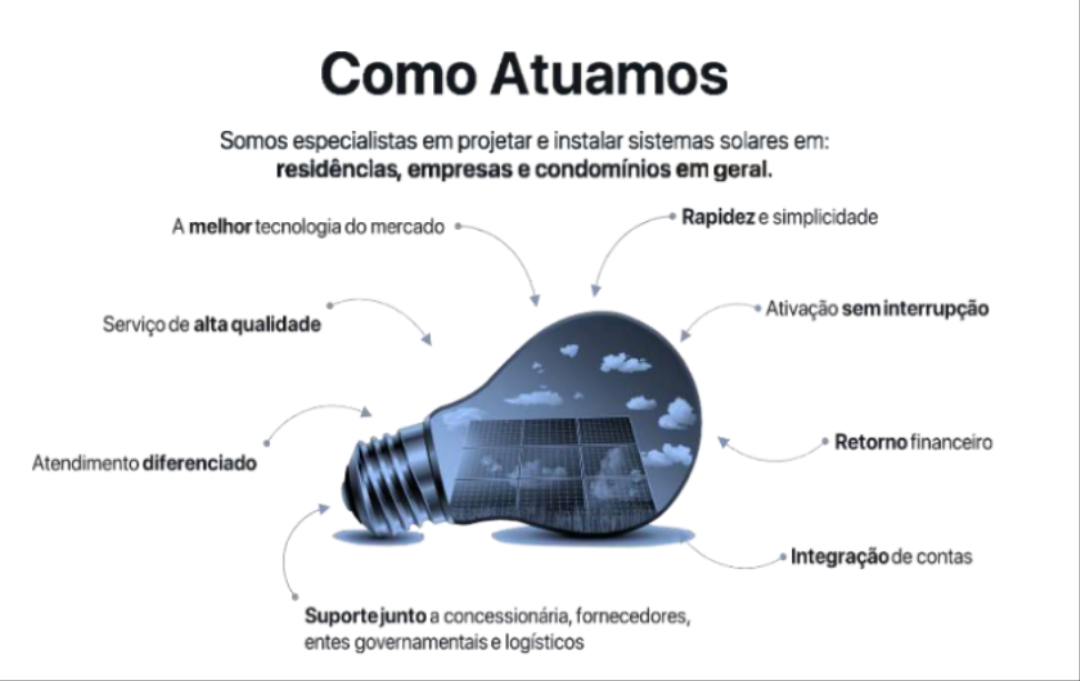 Como Atuamos
Somos especialistas em projetar e instalar sistemas solares em:
residências, empresas e condomínios em geral.
A melhor tecnologia do mercado
Rapidez e simplicidade
Serviço de alta qualidade
Ativação sem interrupção
Atendimento diferenciado
Retorno financeiro
Integração de contas
Suporte junto a concessionária, fornecedores,
entes governamentais e logísticos